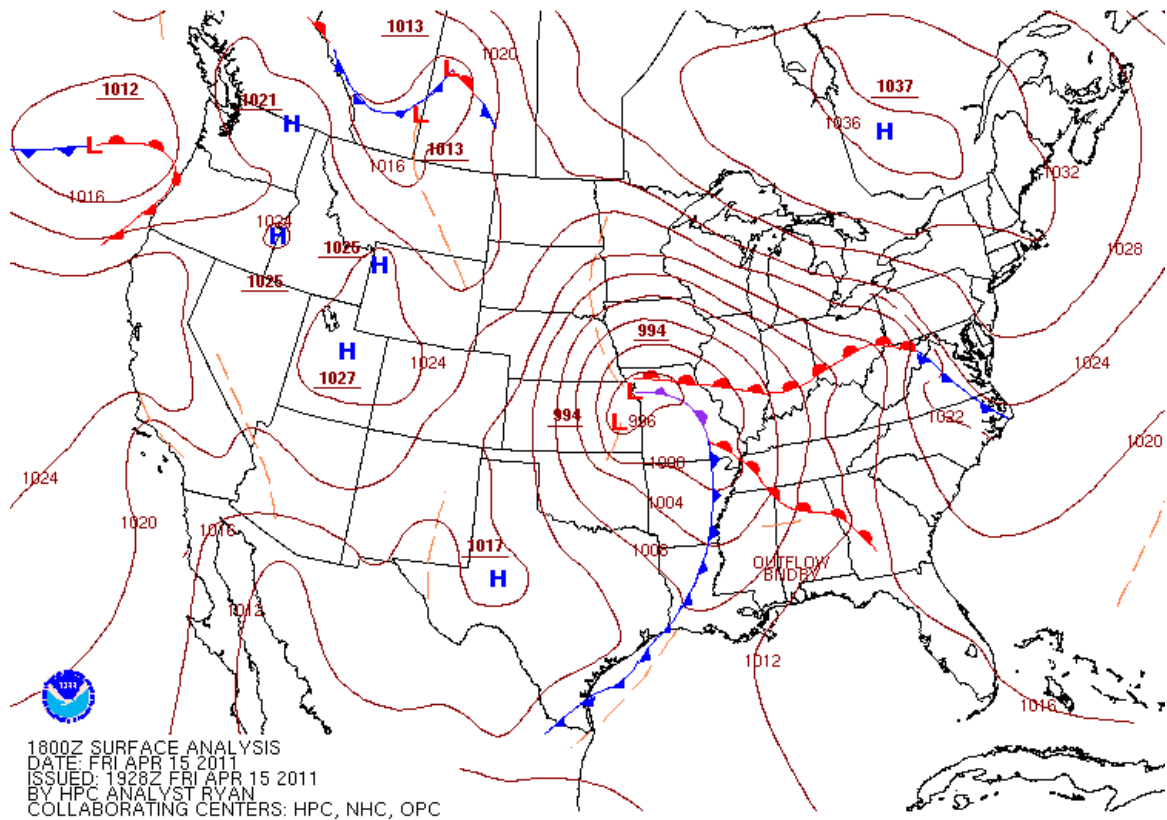 1013
1020
1012
1021
H
L
1037
1036
H
L
L
1013
1016
1016
1032
1024
H
1025
H
1025
1028
994
H
1024
1027
1024
L
994
L
996
1022
1000
1020
1024
1004
1020
1016
1008
1017
H
OUTFLOW
BNDRY
1012
1012
1016
1800Z SURFACE ANALYSIS
DATE: FRI APR 15 2011
ISSUED: 1928Z FRI APR 15 2011
BY HPC ANALYST RYAN
COLLABORATING CENTERS: HPC, NHC, OPC